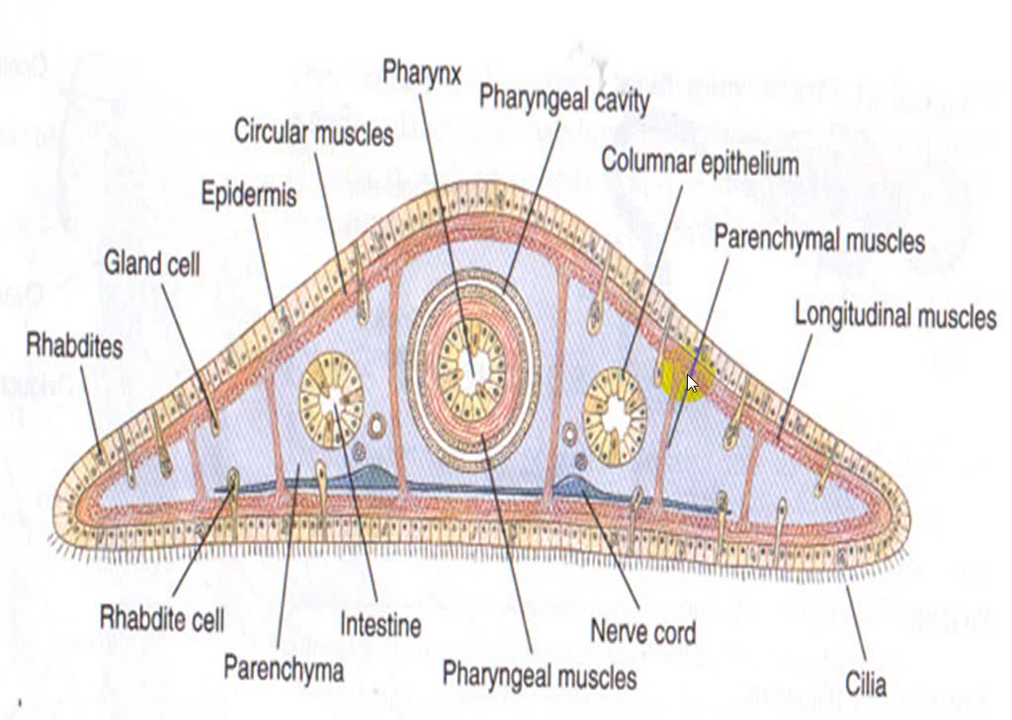 Pharynx
Pharyngeal cavity
Circular muscles
Columnar epithelium
Epidermis
Parenchymal muscles
Gland cell
Longitudinal muscles
Rhabdites
Rhabdite cell
Intestine
Nerve cord
Parenchyma
Pharyngeal muscles
Cilia